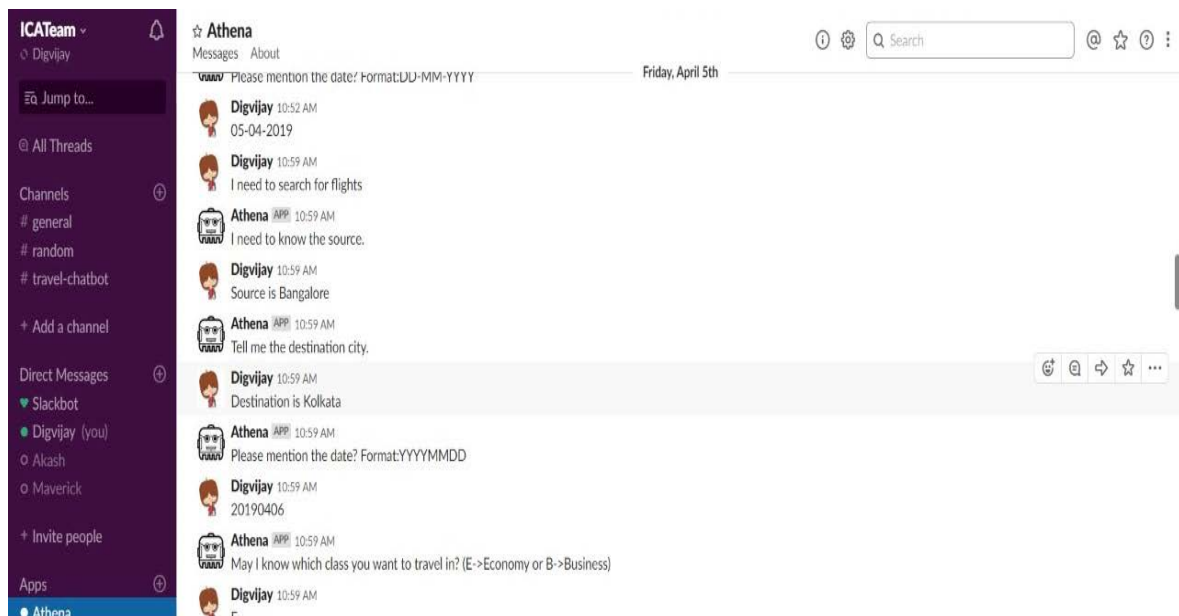 ICATeam
Digvijay
Jump to...
All Threads
Channels
# general
# random
# travel-chatbot
+ Add a channel
Direct Messages
Slackbot
Digvijay (you)
Akash
Maverick
+ Invite people
Apps
Athena
Athena
Messages About
Search
Friday, April 5th
Please mention the date? Format:DD-MM-YYYY
Digvijay 10:52 AM
05-04-2019
Digvijay 10:59 AM
I need to search for flights
Athena APP 10:59 AM
I need to know the source.
Digvijay 10:59 AM
Source is Bangalore
Athena APP 10:59 AM
Tell me the destination city.
Digvijay 10:59 AM
Destination is Kolkata
Athena APP 10:59 AM
Please mention the date? Format:YYYYMMDD
Digvijay 10:59 AM
20190406
Athena APP 10:59 AM
May I know which class you want to travel in? (E->Economy or B->Business)
Digvijay 10:59 AM